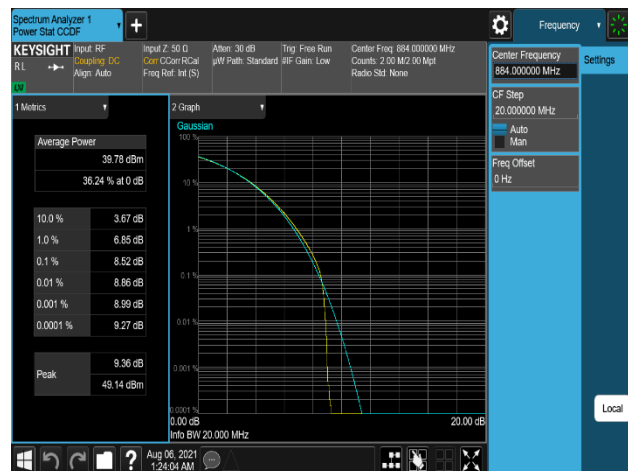 Spectrum Analyzer 1
Power Stat CCDF
+
Frequency
KEYSIGHT
RL
LNI
Input: RF
Coupling: DC
Align: Auto
Input Z: 50 Ω
Corr CCorr RCal
Freq Ref: Int (S)
Atten: 30 dB
µW Path: Standard
Trig: Free Run
#IF Gain: Low
Center Freq: 884.000000 MHz
Counts: 2.00 M/2.00 Mpt
Radio Std: None
Center Frequency
884.000000 MHz
Settings
CF Step
20.000000 MHz
Auto
Man
Freq Offset
0 Hz
1 Metrics
Average Power
39.78 dBm
36.24 % at 0 dB
10.0 % 3.67 dB
1.0 % 6.85 dB
0.1 % 8.52 dB
0.01 % 8.86 dB
0.001 % 8.99 dB
0.0001 % 9.27 dB
Peak
9.36 dB
49.14 dBm
2 Graph
Gaussian
100 %
10 %
1 %
0.1 %
0.01 %
0.001 %
0.0001 %
0.00 dB
20.00 dB
Info BW 20.000 MHz
Local
?
Aug 06, 2021
1:24:04 AM